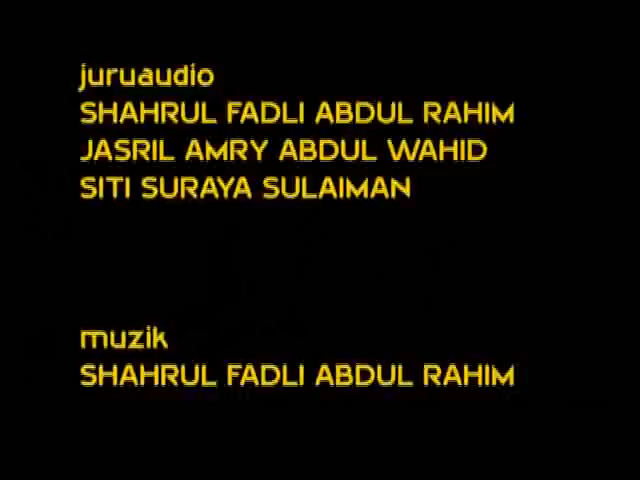 juruaudio
SHAHRUL FADLI ABDUL RAHIM
JASRIL AMRY ABDUL WAHID
SITI SURAYA SULAIMAN
muzik
SHAHRUL FADLI ABDUL RAHIM